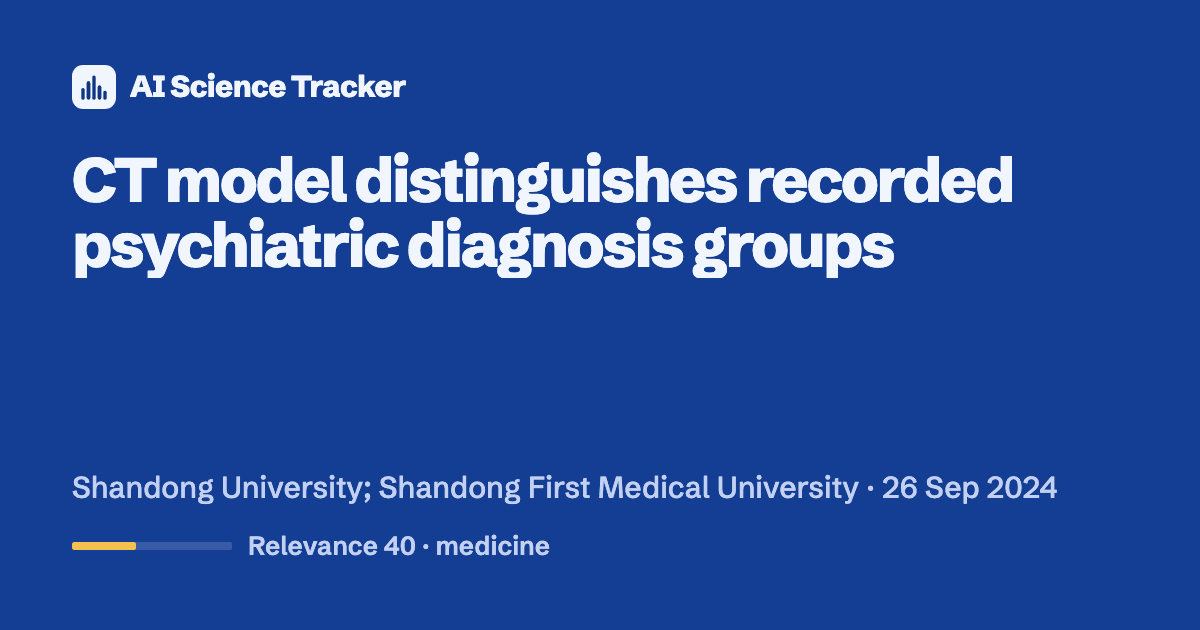 AI Science Tracker
CT model distinguishes recorded
psychiatric diagnosis groups
Shandong University; Shandong First Medical University · 26 Sep 2024
Relevance 40 · medicine